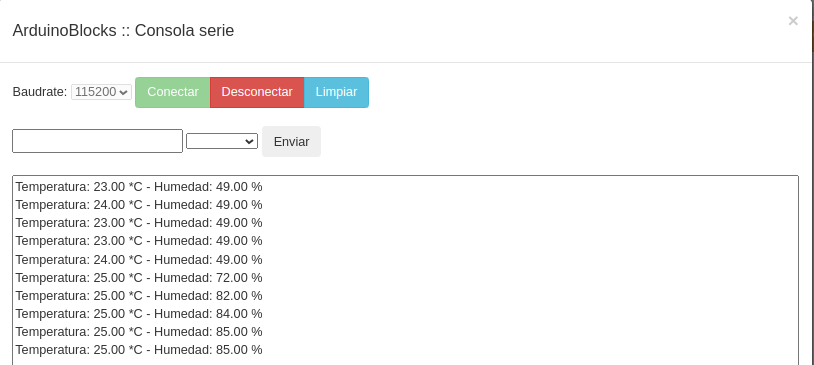 ArduinoBlocks :: Consola serie ×
Baudrate: 115200 Conectar Desconectar Limpiar
Enviar
Temperatura: 23.00 *C - Humedad: 49.00 %
Temperatura: 24.00 *C - Humedad: 49.00 %
Temperatura: 23.00 *C - Humedad: 49.00 %
Temperatura: 23.00 *C - Humedad: 49.00 %
Temperatura: 24.00 *C - Humedad: 49.00 %
Temperatura: 25.00 *C - Humedad: 72.00 %
Temperatura: 25.00 *C - Humedad: 82.00 %
Temperatura: 25.00 *C - Humedad: 84.00 %
Temperatura: 25.00 *C - Humedad: 85.00 %
Temperatura: 25.00 *C - Humedad: 85.00 %